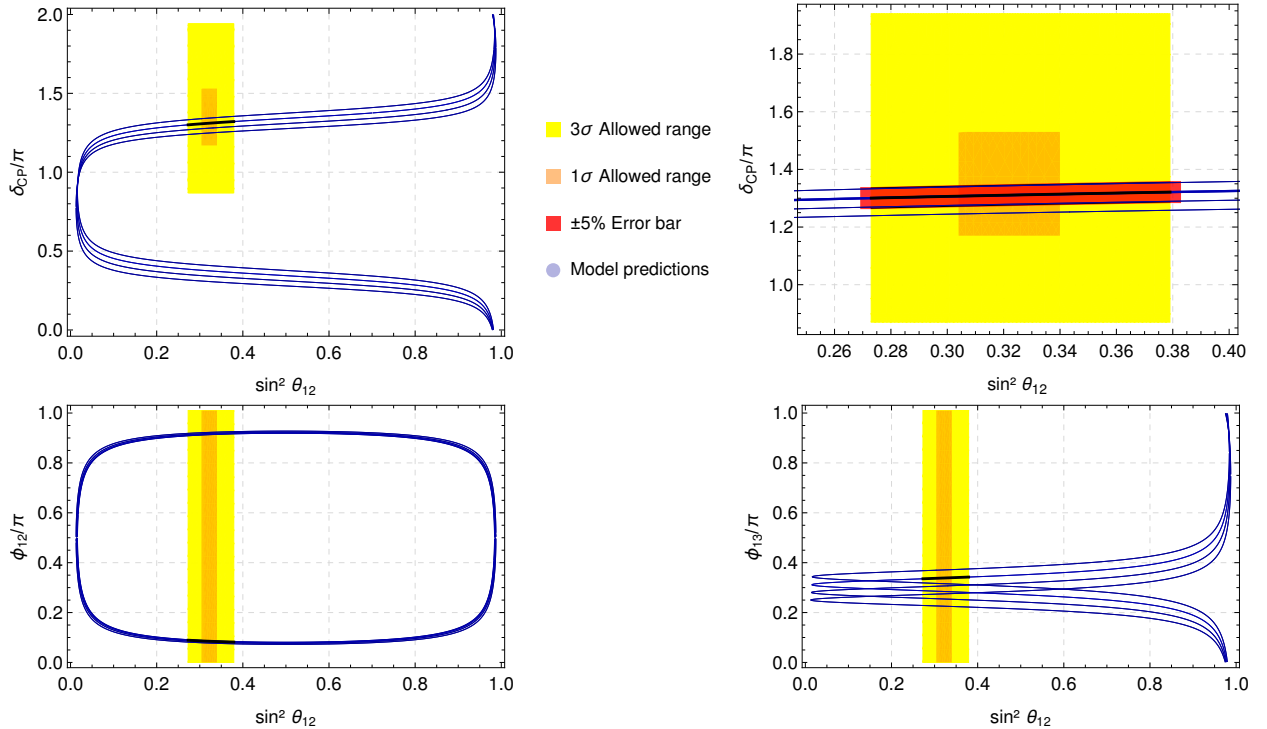 2.0
1.5
1.0
0.5
0.0
δCP/π
0.0 0.2 0.4 0.6 0.8 1.0
sin² θ12
3σ Allowed range
1σ Allowed range
±5% Error bar
Model predictions
1.8
1.6
1.4
1.2
1.0
δCP/π
0.26 0.28 0.30 0.32 0.34 0.36 0.38 0.40
sin² θ12
1.0
0.8
0.6
0.4
0.2
0.0
ϕ12/π
0.0 0.2 0.4 0.6 0.8 1.0
sin² θ12
1.0
0.8
0.6
0.4
0.2
0.0
ϕ13/π
0.0 0.2 0.4 0.6 0.8 1.0
sin² θ12